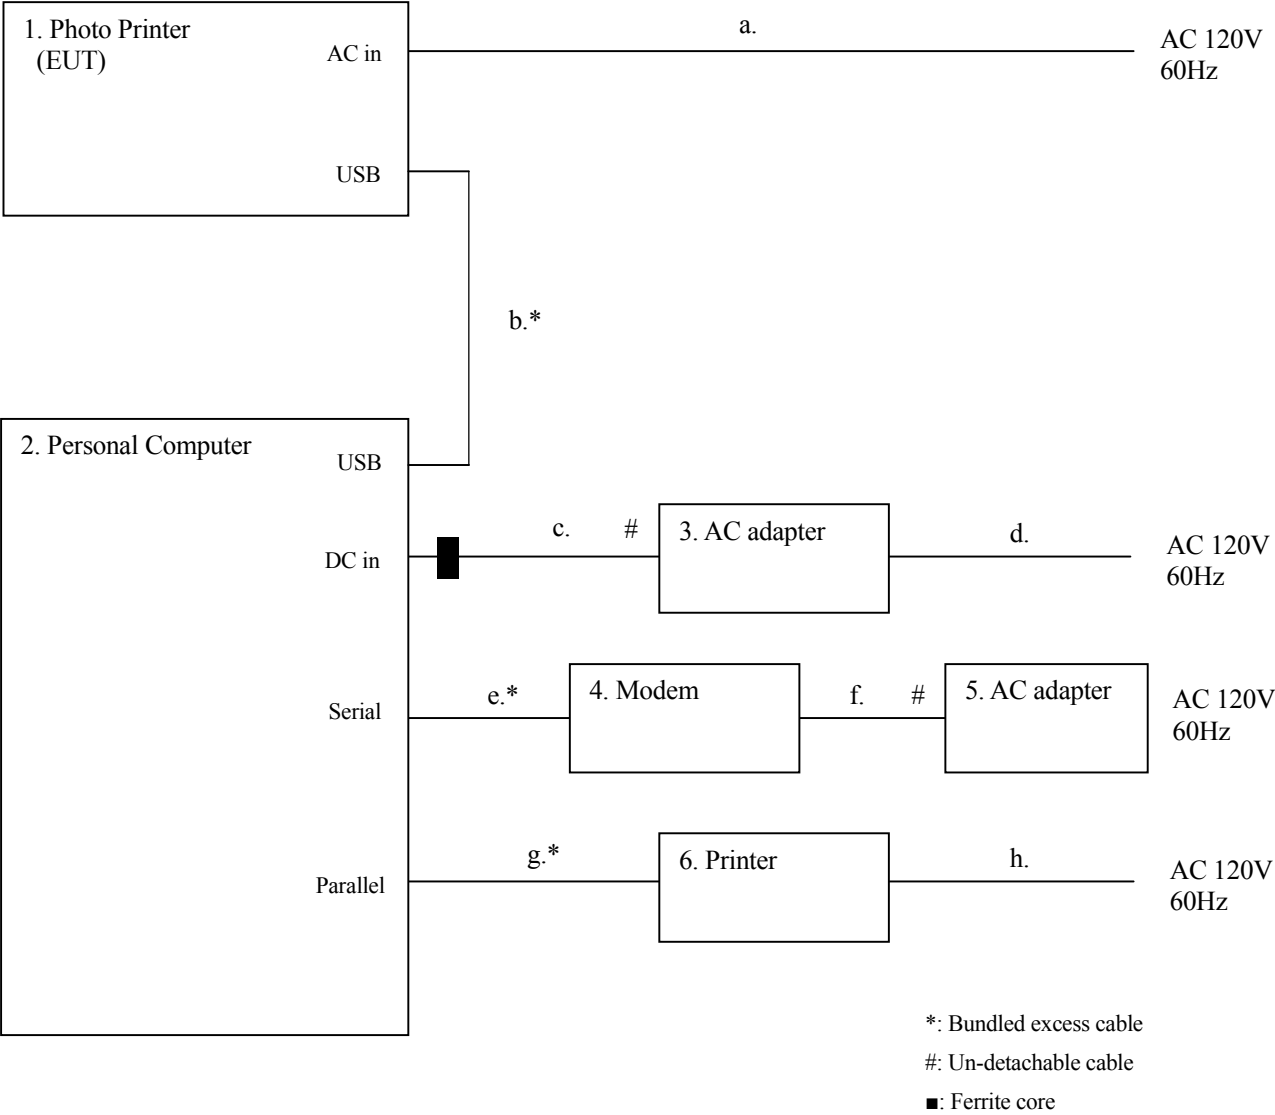 1. Photo Printer
(EUT)
AC in
a.
AC 120V
60Hz
USB
b.*
2. Personal Computer
USB
DC in
c.
#
3. AC adapter
d.
AC 120V
60Hz
Serial
e.*
4. Modem
f.
#
5. AC adapter
AC 120V
60Hz
Parallel
g.*
6. Printer
h.
AC 120V
60Hz
*: Bundled excess cable
#: Un-detachable cable
■: Ferrite core